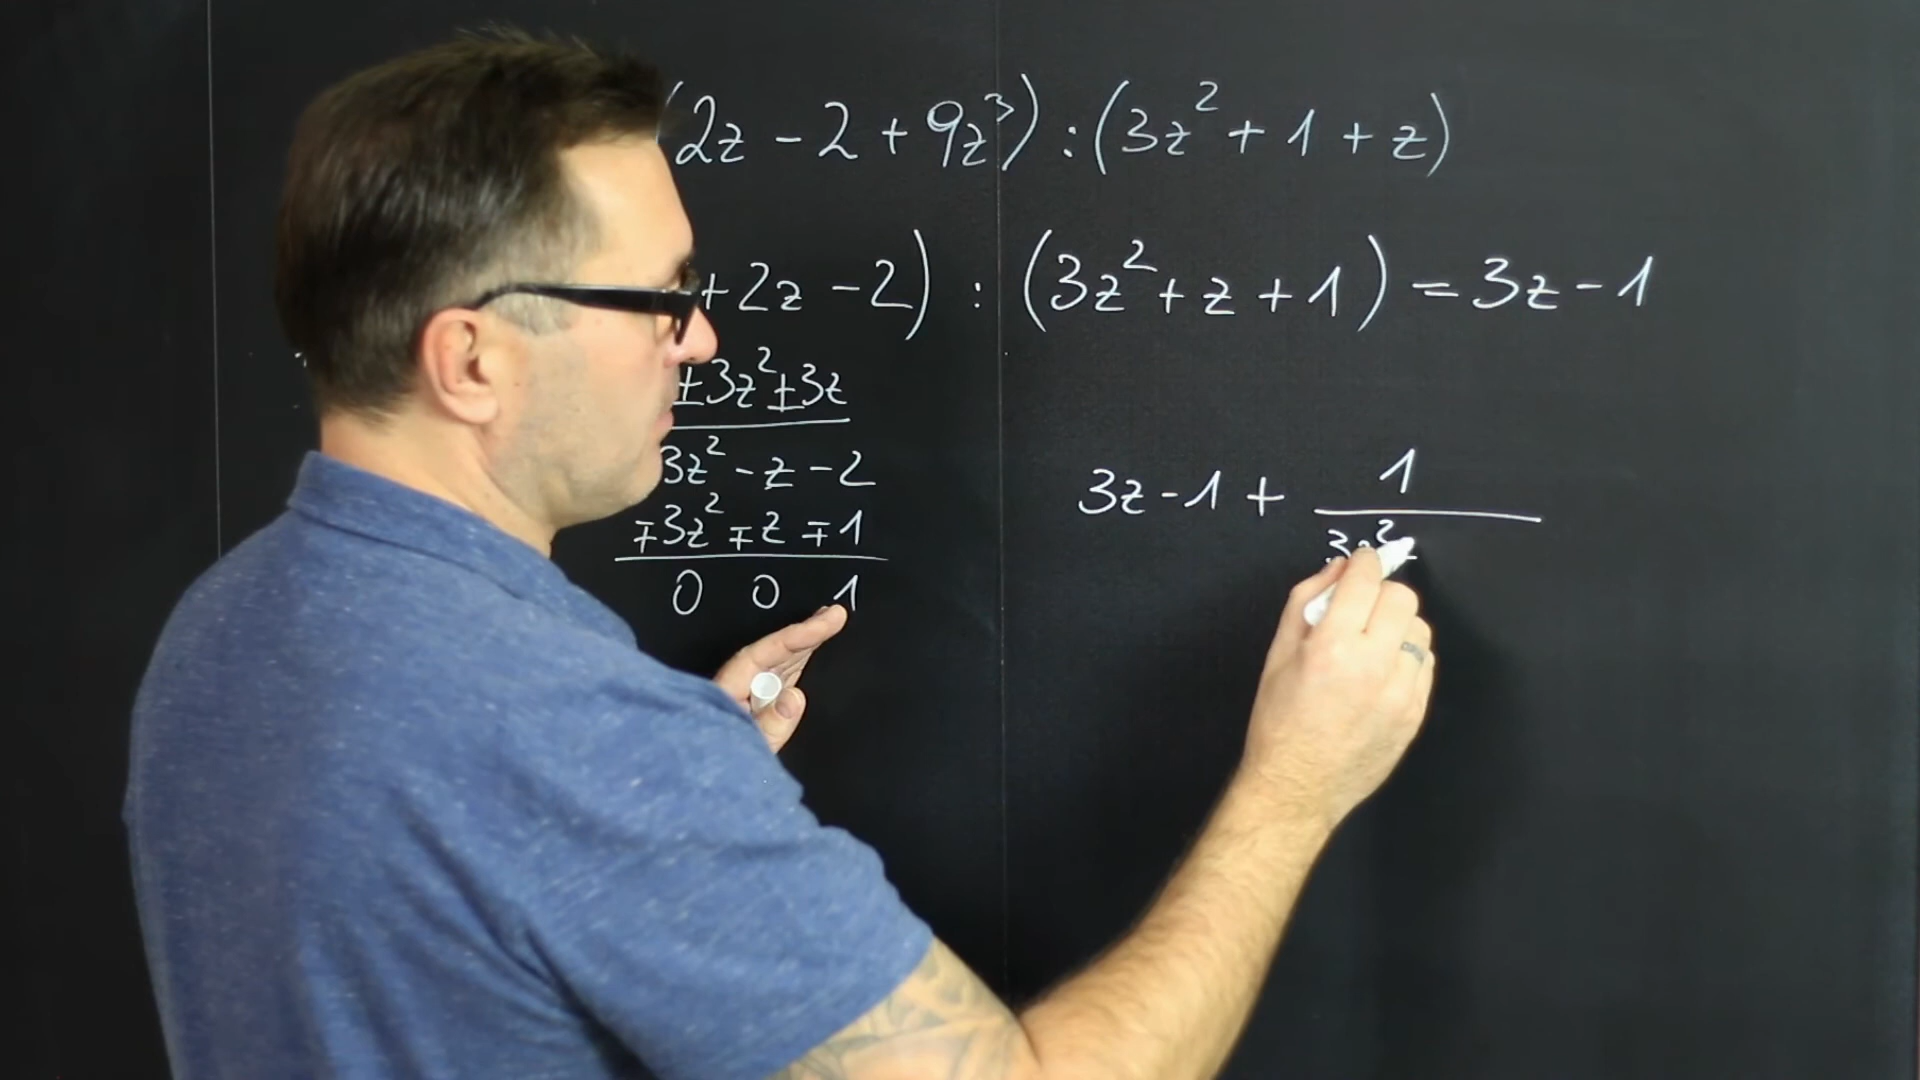 (2z - 2 + 9z³) : (3z² + 1 + z)
+ 2z - 2) : (3z² + z + 1) = 3z - 1
±3z² ±3z
3z² - z - 2
∓3z² ∓z ∓1
0 0 1
3z - 1 + 1
3z²